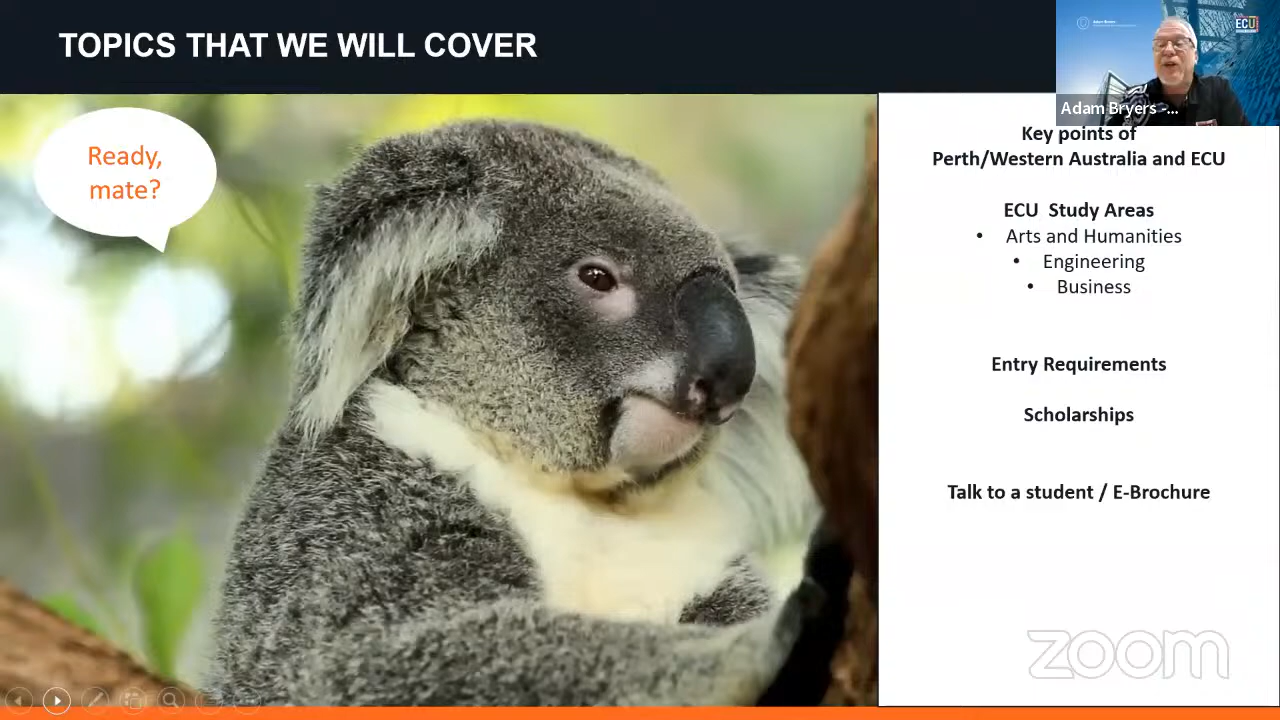 TOPICS THAT WE WILL COVER
ECU
Adam Bryers -...
Ready,
mate?
Key points of
Perth/Western Australia and ECU
ECU Study Areas
• Arts and Humanities
• Engineering
• Business
Entry Requirements
Scholarships
Talk to a student / E-Brochure
zoom